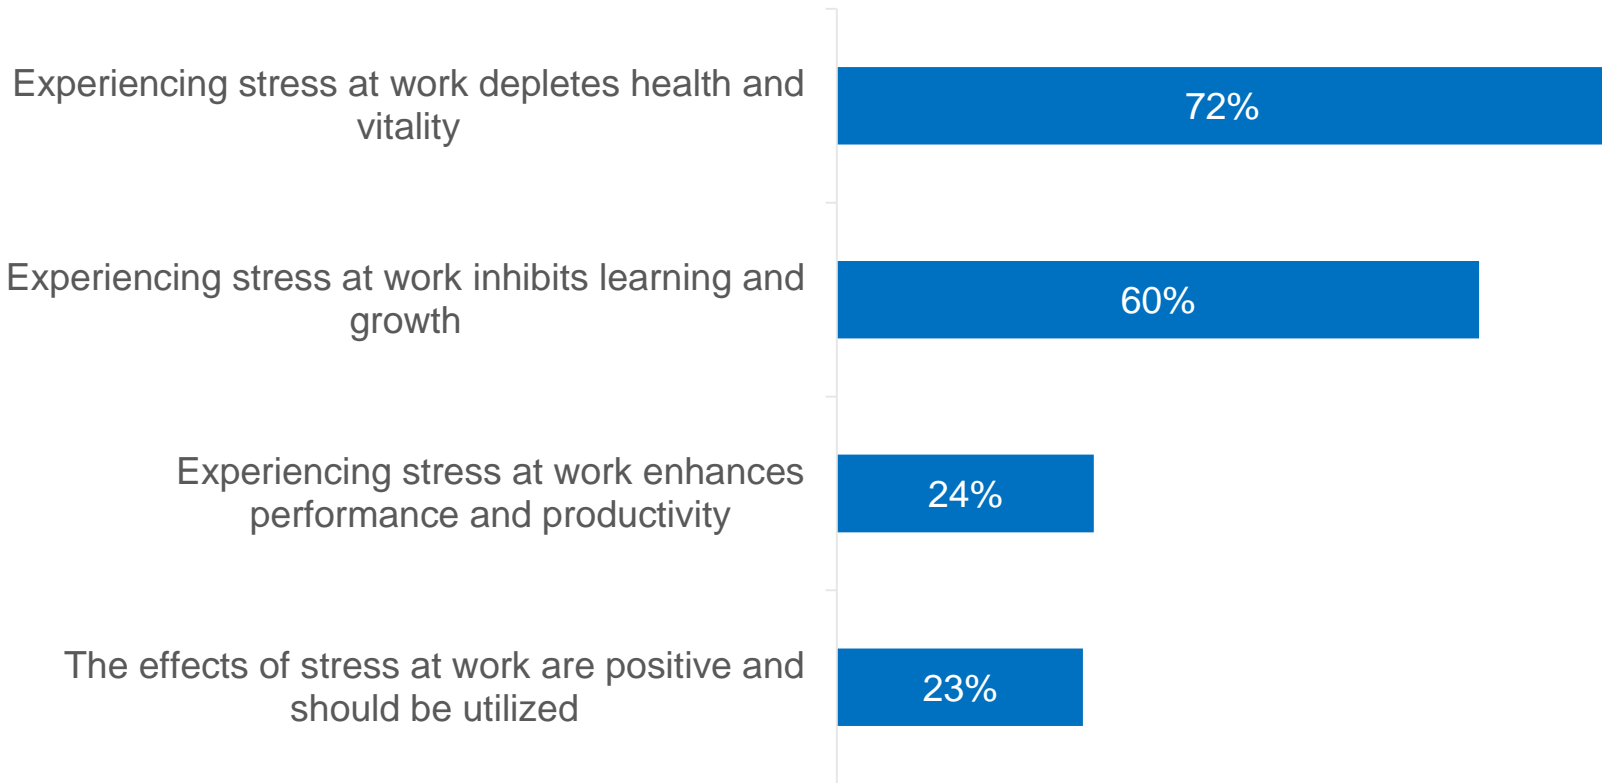 Experiencing stress at work depletes health and
vitality
72%
Experiencing stress at work inhibits learning and
growth
60%
Experiencing stress at work enhances
performance and productivity
24%
The effects of stress at work are positive and
should be utilized
23%